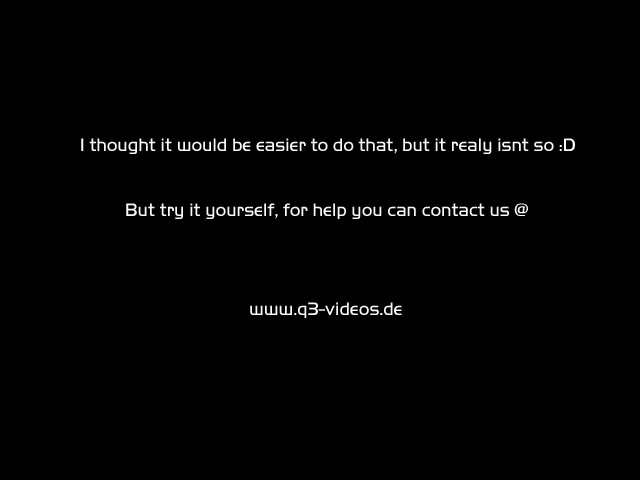 I thought it would be easier to do that, but it realy isnt so :D
But try it yourself, for help you can contact us @
www.q3-videos.de